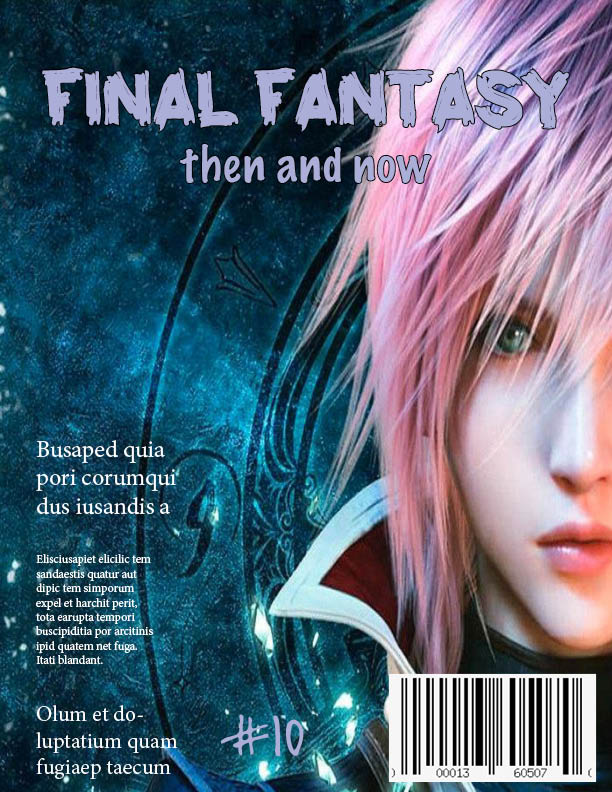 FINAL FANTASY
then and now
Busaped quia
pori corumqui
dus iusandis a
Elisciusapiet elicilic tem
sandaestis quatur aut
dipic tem simporum
expel et harchit perit,
tota earupta tempori
buscipiditia por arcitinis
ipid quatem net fuga.
Itati blandant.
Olum et do-
luptatium quam
fugiaep taecum
#10
) 00013 60507 (